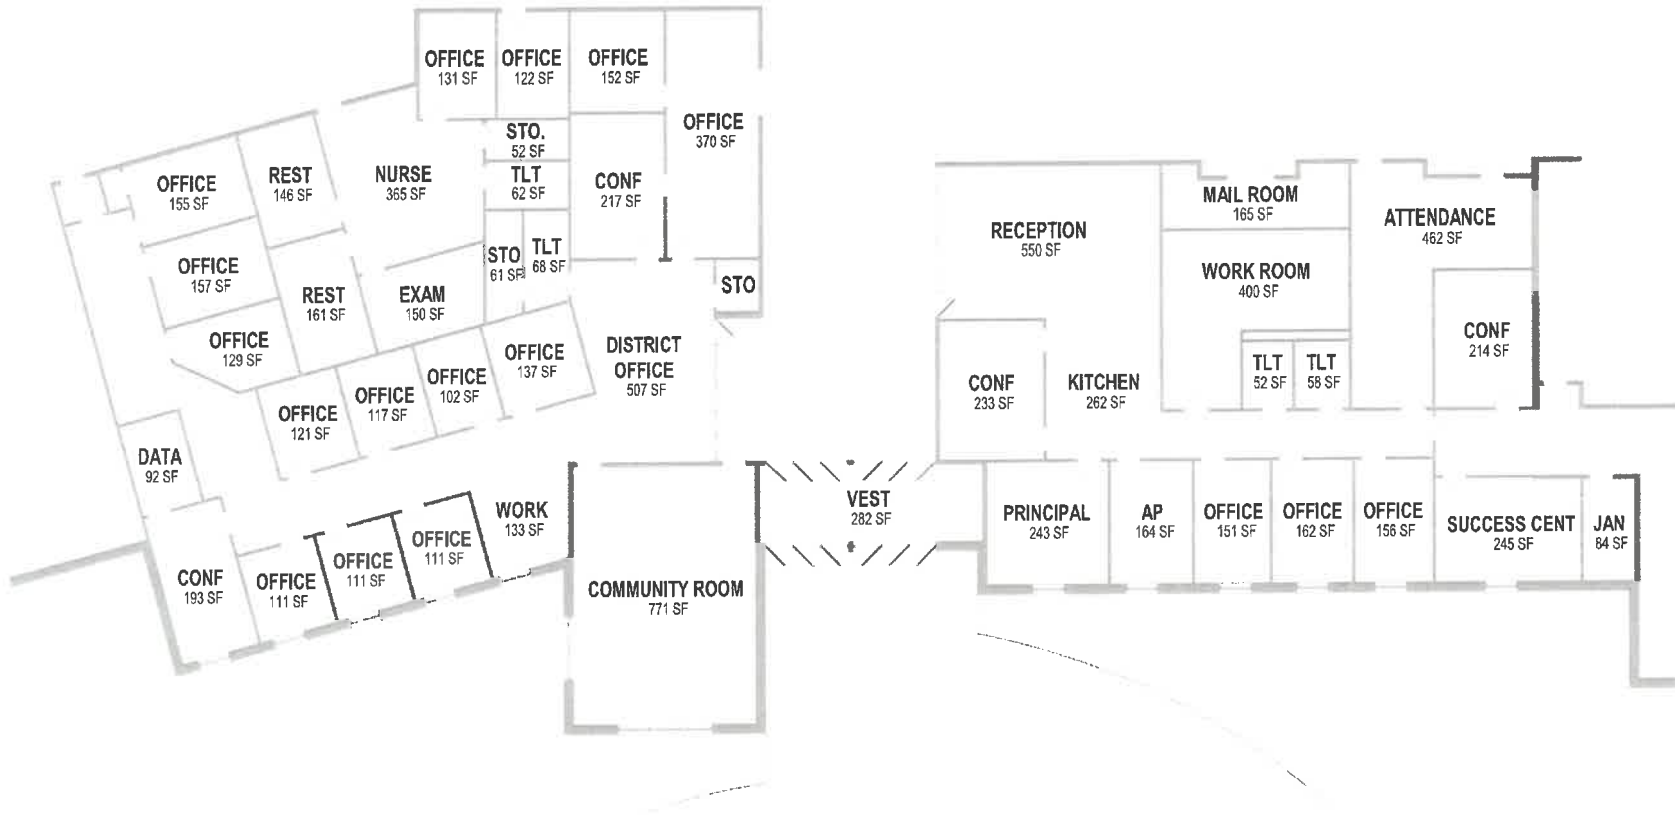 OFFICE
131 SF
OFFICE
122 SF
OFFICE
152 SF
OFFICE
370 SF
STO.
52 SF
TLT
62 SF
CONF
217 SF
NURSE
365 SF
REST
146 SF
OFFICE
155 SF
OFFICE
157 SF
REST
161 SF
EXAM
150 SF
STO
61 SF
TLT
68 SF
STO
OFFICE
129 SF
OFFICE
121 SF
OFFICE
117 SF
OFFICE
102 SF
OFFICE
137 SF
DISTRICT
OFFICE
507 SF
DATA
92 SF
CONF
193 SF
OFFICE
111 SF
OFFICE
111 SF
OFFICE
111 SF
WORK
133 SF
COMMUNITY ROOM
771 SF
VEST
282 SF
RECEPTION
550 SF
MAIL ROOM
165 SF
WORK ROOM
400 SF
ATTENDANCE
462 SF
CONF
214 SF
TLT
52 SF
TLT
58 SF
CONF
233 SF
KITCHEN
262 SF
PRINCIPAL
243 SF
AP
164 SF
OFFICE
151 SF
OFFICE
162 SF
OFFICE
156 SF
SUCCESS CENT
245 SF
JAN
84 SF